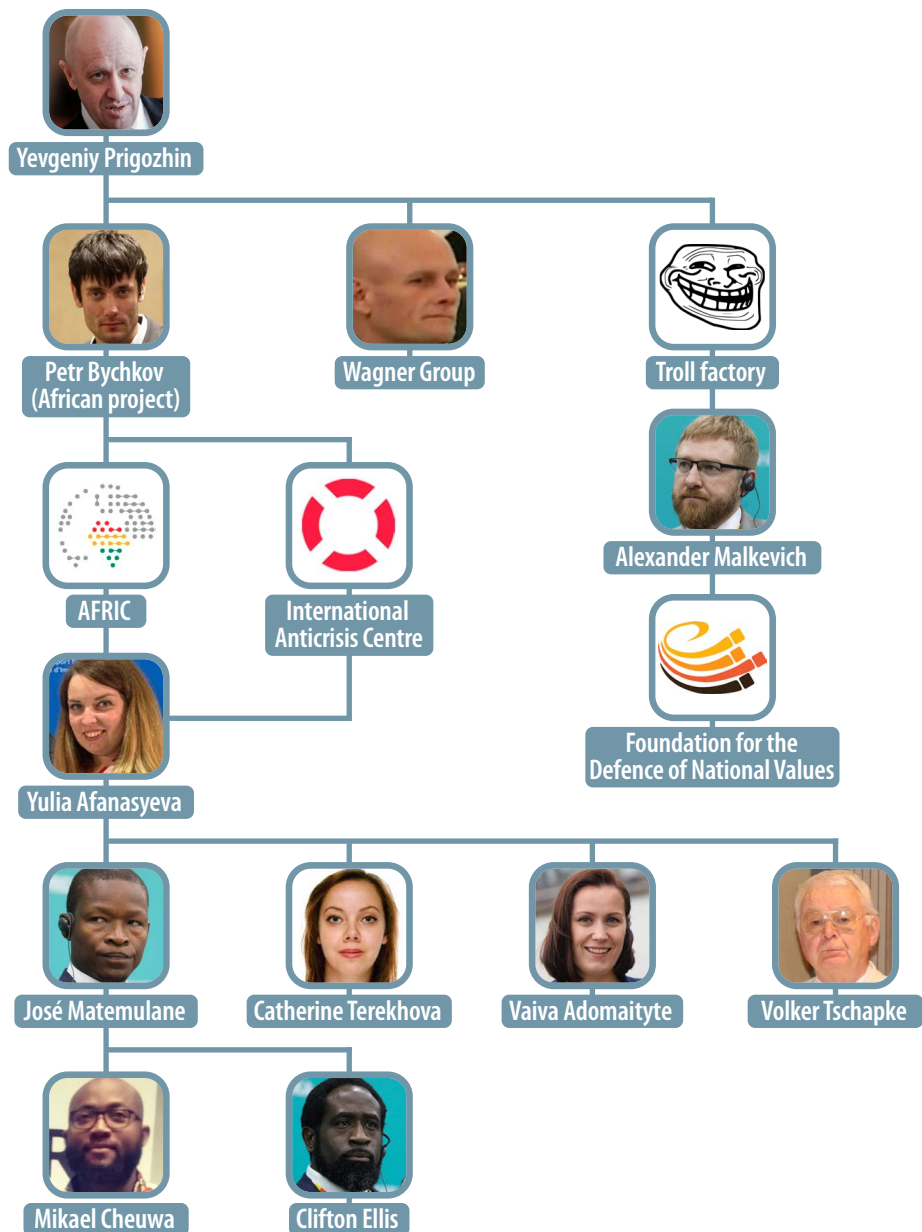 Yevgeniy Prigozhin
Petr Bychkov
(African project)
Wagner Group
Troll factory
Alexander Malkevich
AFRIC
International
Anticrisis Centre
Foundation for the
Defence of National Values
Yulia Afanasyeva
José Matemulane
Catherine Terekhova
Vaiva Adomaityte
Volker Tschapke
Mikael Cheuwa
Clifton Ellis